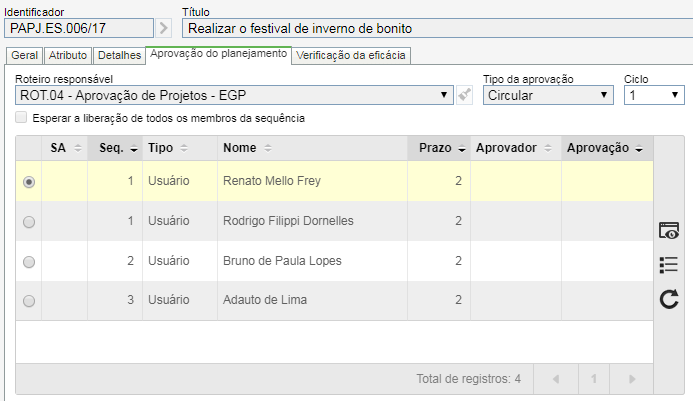 Identificador Título
PAPJ.ES.006/17 Realizar o festival de inverno de bonito
Geral Atributo Detalhes Aprovação do planejamento Verificação da eficácia
Roteiro responsável Tipo da aprovação Ciclo
ROT.04 - Aprovação de Projetos - EGP Circular 1
Esperar a liberação de todos os membros da sequência
SA Seq. Tipo Nome Prazo Aprovador Aprovação
1 Usuário Renato Mello Frey 2
1 Usuário Rodrigo Filippi Dornelles 2
2 Usuário Bruno de Paula Lopes 2
3 Usuário Adauto de Lima 2
Total de registros: 4 1